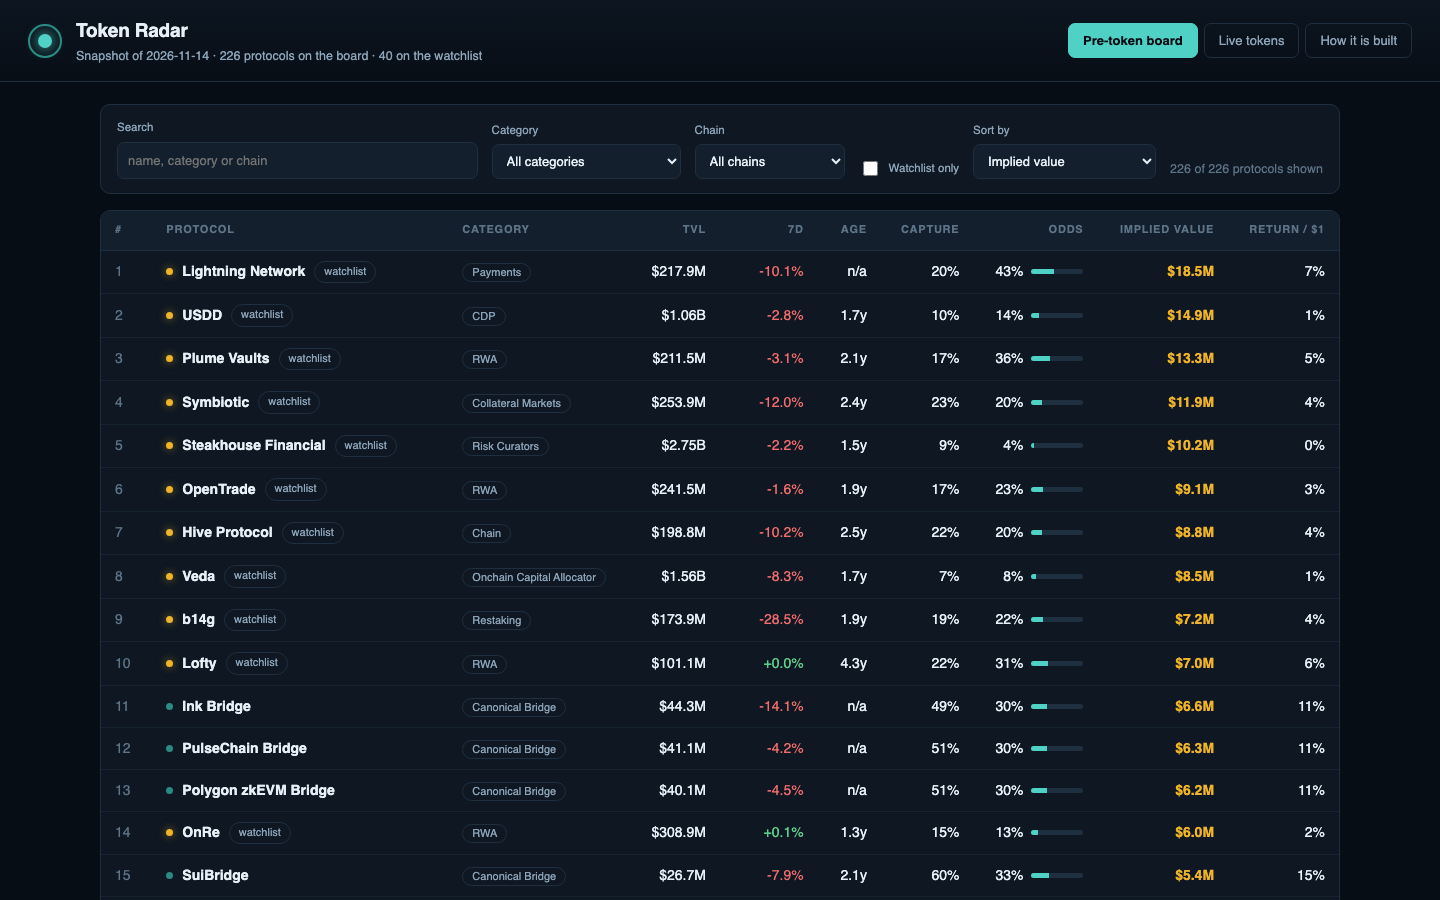 Token Radar
Snapshot of 2026-11-14 · 226 protocols on the board · 40 on the watchlist
Pre-token board
Live tokens
How it is built
Search
name, category or chain
Category
All categories
Chain
All chains
Watchlist only
Sort by
Implied value
226 of 226 protocols shown
# PROTOCOL CATEGORY TVL 7D AGE CAPTURE ODDS IMPLIED VALUE RETURN / $1
1 Lightning Network watchlist Payments $217.9M -10.1% n/a 20% 43% $18.5M 7%
2 USDD watchlist CDP $1.06B -2.8% 1.7y 10% 14% $14.9M 1%
3 Plume Vaults watchlist RWA $211.5M -3.1% 2.1y 17% 36% $13.3M 5%
4 Symbiotic watchlist Collateral Markets $253.9M -12.0% 2.4y 23% 20% $11.9M 4%
5 Steakhouse Financial watchlist Risk Curators $2.75B -2.2% 1.5y 9% 4% $10.2M 0%
6 OpenTrade watchlist RWA $241.5M -1.6% 1.9y 17% 23% $9.1M 3%
7 Hive Protocol watchlist Chain $198.8M -10.2% 2.5y 22% 20% $8.8M 4%
8 Veda watchlist Onchain Capital Allocator $1.56B -8.3% 1.7y 7% 8% $8.5M 1%
9 b14g watchlist Restaking $173.9M -28.5% 1.9y 19% 22% $7.2M 4%
10 Lofty watchlist RWA $101.1M +0.0% 4.3y 22% 31% $7.0M 6%
11 Ink Bridge Canonical Bridge $44.3M -14.1% n/a 49% 30% $6.6M 11%
12 PulseChain Bridge Canonical Bridge $41.1M -4.2% n/a 51% 30% $6.3M 11%
13 Polygon zkEVM Bridge Canonical Bridge $40.1M -4.5% n/a 51% 30% $6.2M 11%
14 OnRe watchlist RWA $308.9M +0.1% 1.3y 15% 13% $6.0M 2%
15 SuiBridge Canonical Bridge $26.7M -7.9% 2.1y 60% 33% $5.4M 15%